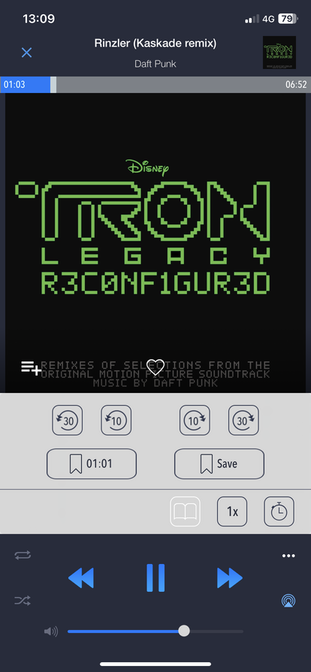 13:09
4G 79
Rinzler (Kaskade remix)
Daft Punk
01:03
06:52
Disney
TRON
LEGACY
R3C0NF1GUR3D
REMIXES OF SELECTIONS FROM THE
ORIGINAL MOTION PICTURE SOUNDTRACK
MUSIC BY DAFT PUNK
30
10
10
30
01:01
Save
1x